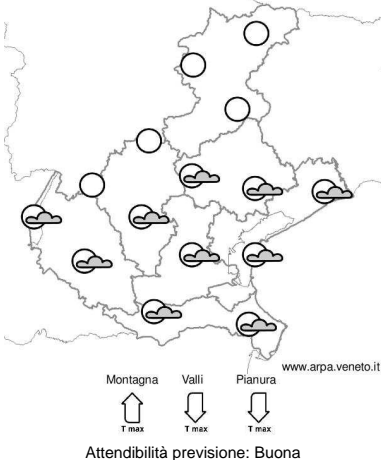 www.arpa.veneto.it
Montagna Valli Pianura
T max T max T max
Attendibilità previsione: Buona